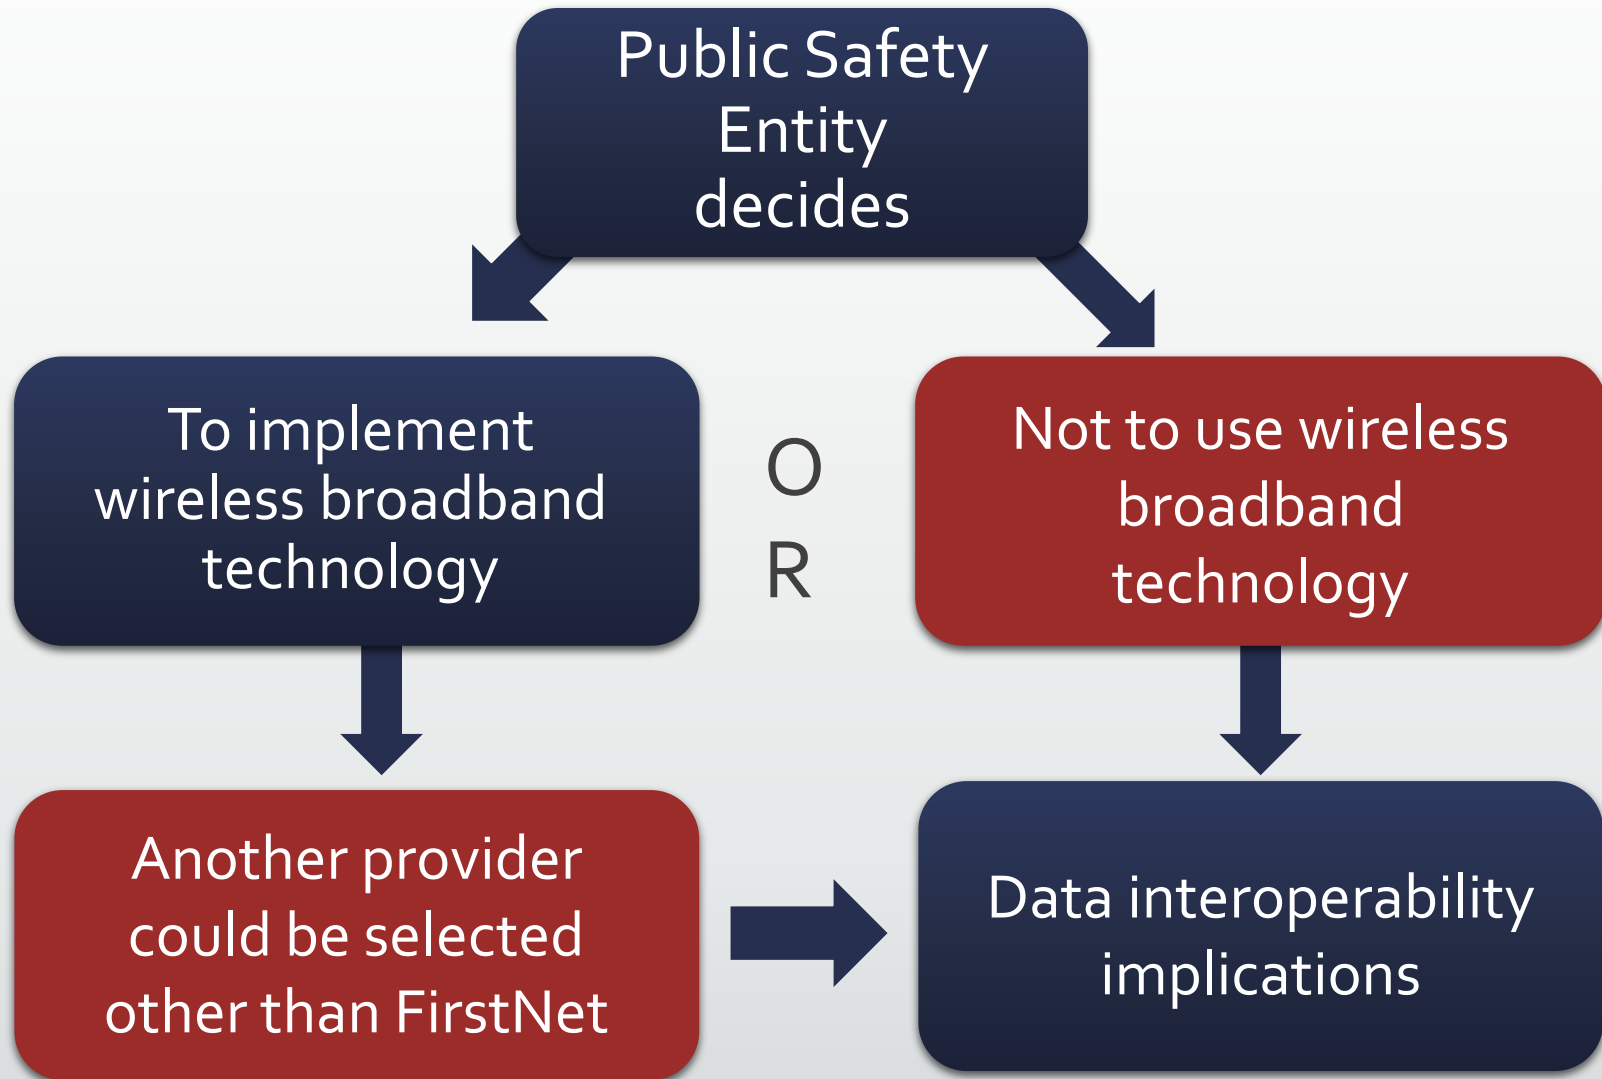 Public Safety
Entity
decides
To implement
wireless broadband
technology
O
R
Not to use wireless
broadband
technology
Another provider
could be selected
other than FirstNet
Data interoperability
implications